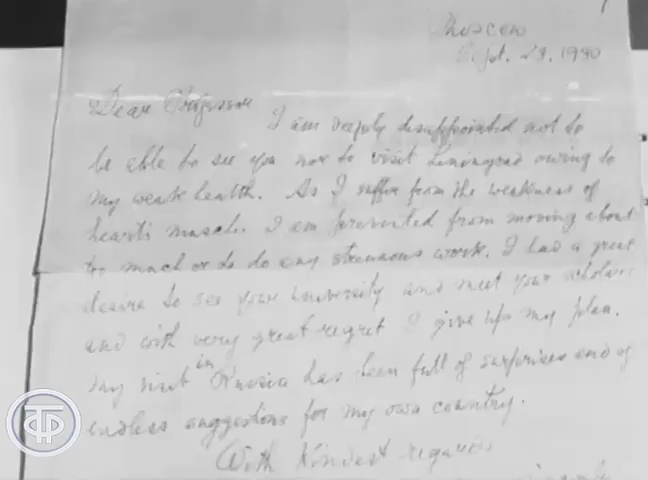 Moscow
Sept. 23, 1930
Dear Professor
I am deeply disappointed not to
be able to see you nor to visit Leningrad owing to
my weak health. As I suffer from the weakness of
heart's muscle. I am prevented from moving about
too much or to do any strenuous work. I had a great
desire to see your university and meet your scholars
and with very great regret I give up my plan.
My visit in Russia has been full of surprises and of
endless suggestions for my own country.
With kindest regards